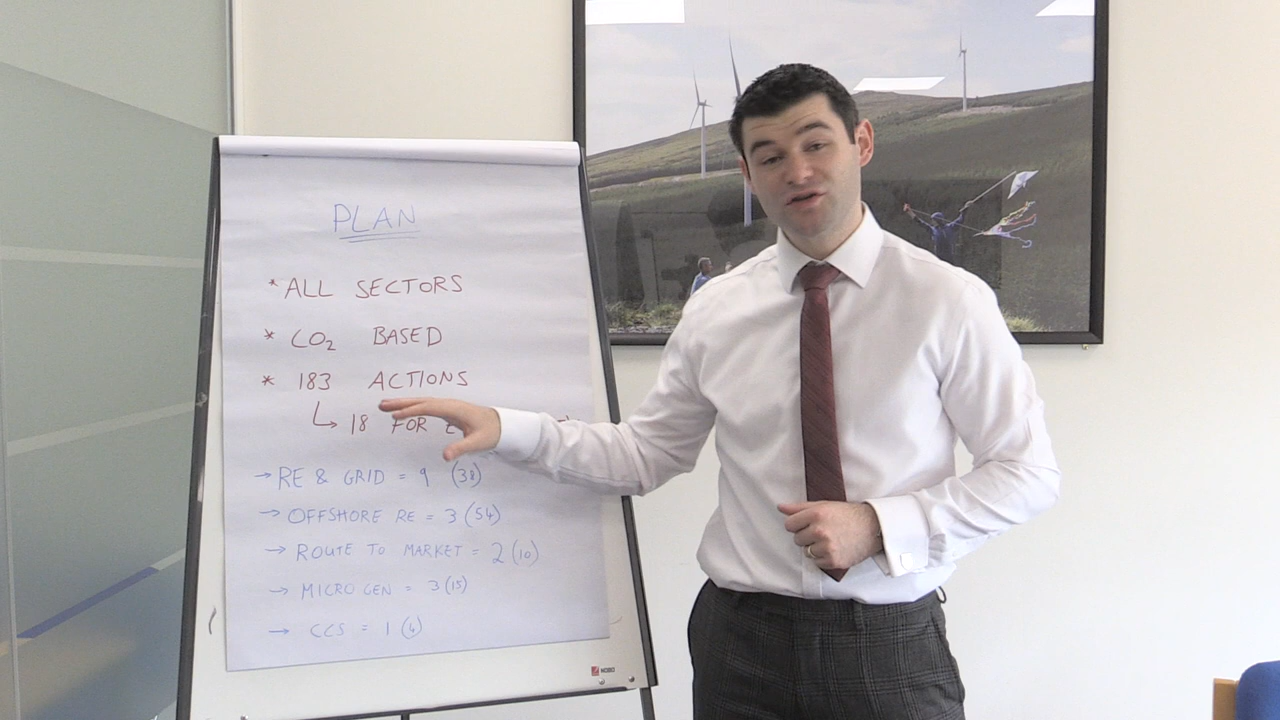 PLAN
* ALL SECTORS
* CO₂ BASED
* 183 ACTIONS
↳ 18 FOR
→ RE & GRID = 9 (38)
→ OFFSHORE RE = 3 (54)
→ ROUTE TO MARKET = 2 (10)
→ MICRO GEN = 3 (15)
→ CCS = 1 (4)
NOBO